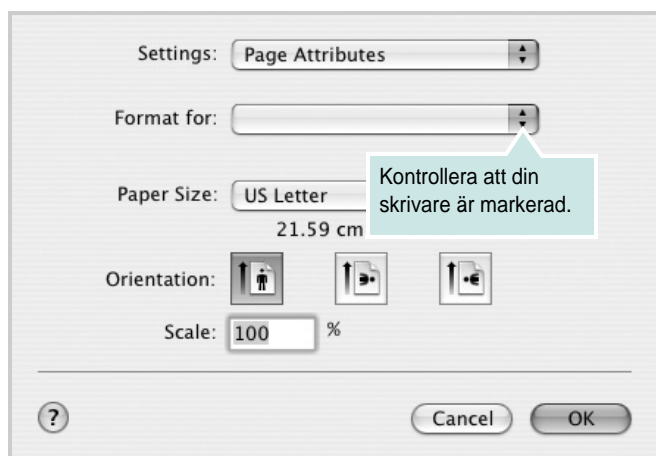 Settings: Page Attributes
Format for:
Kontrollera att din
skrivare är markerad.
Paper Size: US Letter
21.59 cm
Orientation:
Scale: 100 %
? Cancel OK